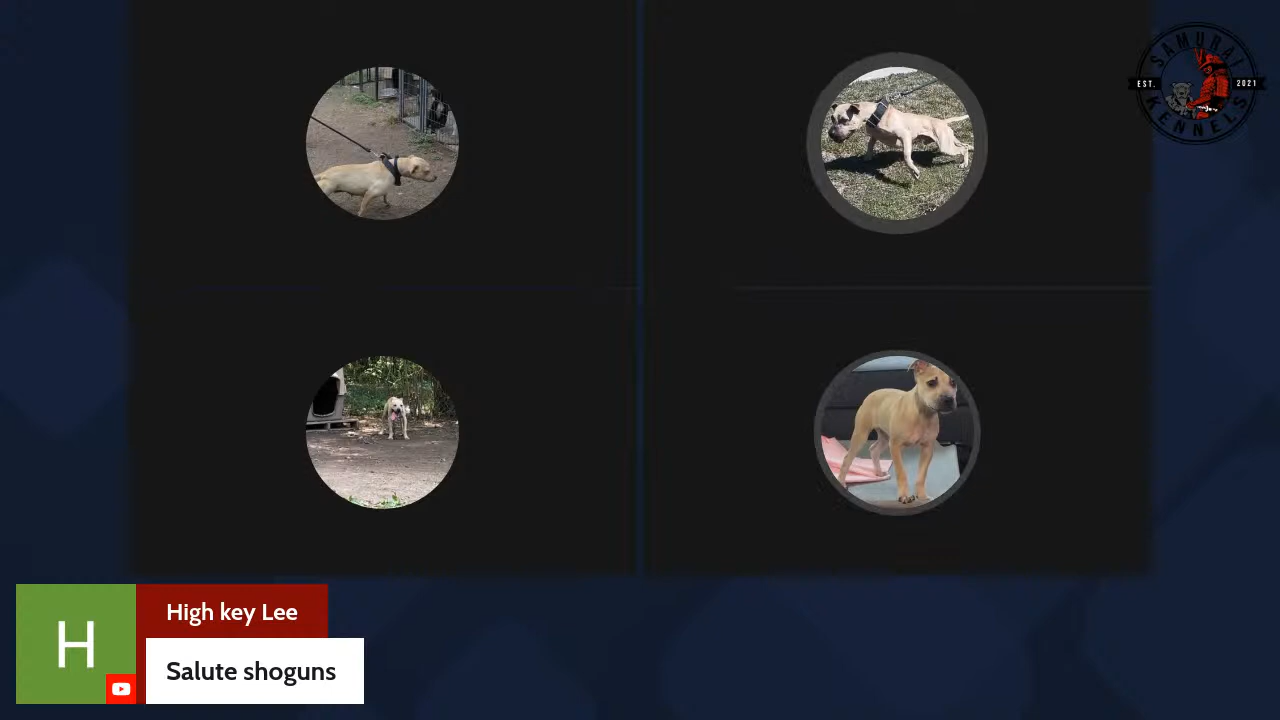 SAMURAI
EST. 2021
KENNELS
H
High key Lee
Salute shoguns